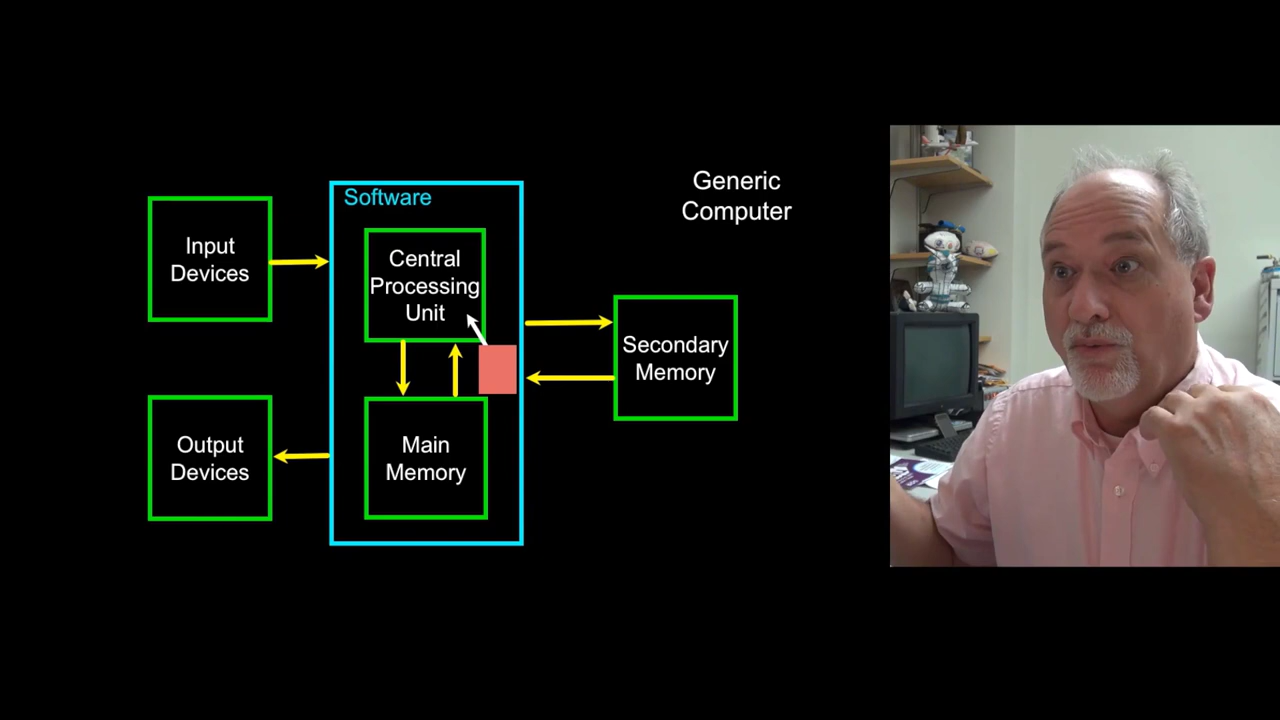 Software
Generic
Computer
Input
Devices
Central
Processing
Unit
Secondary
Memory
Output
Devices
Main
Memory